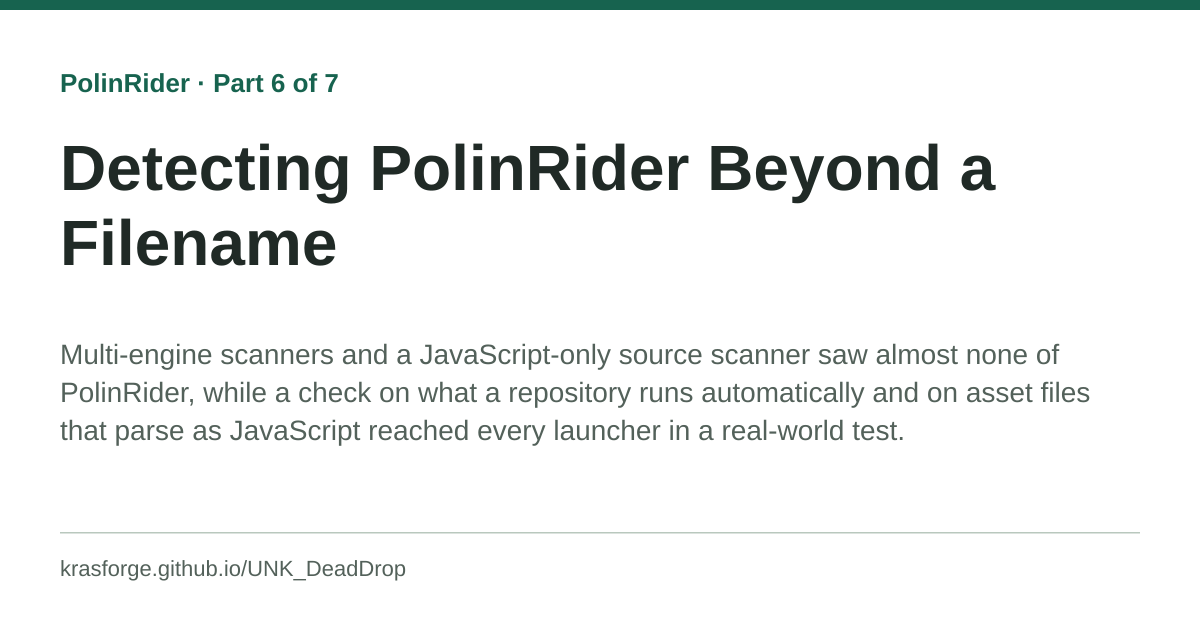 PolinRider · Part 6 of 7
Detecting PolinRider Beyond a
Filename
Multi-engine scanners and a JavaScript-only source scanner saw almost none of
PolinRider, while a check on what a repository runs automatically and on asset files
that parse as JavaScript reached every launcher in a real-world test.
krasforge.github.io/UNK_DeadDrop